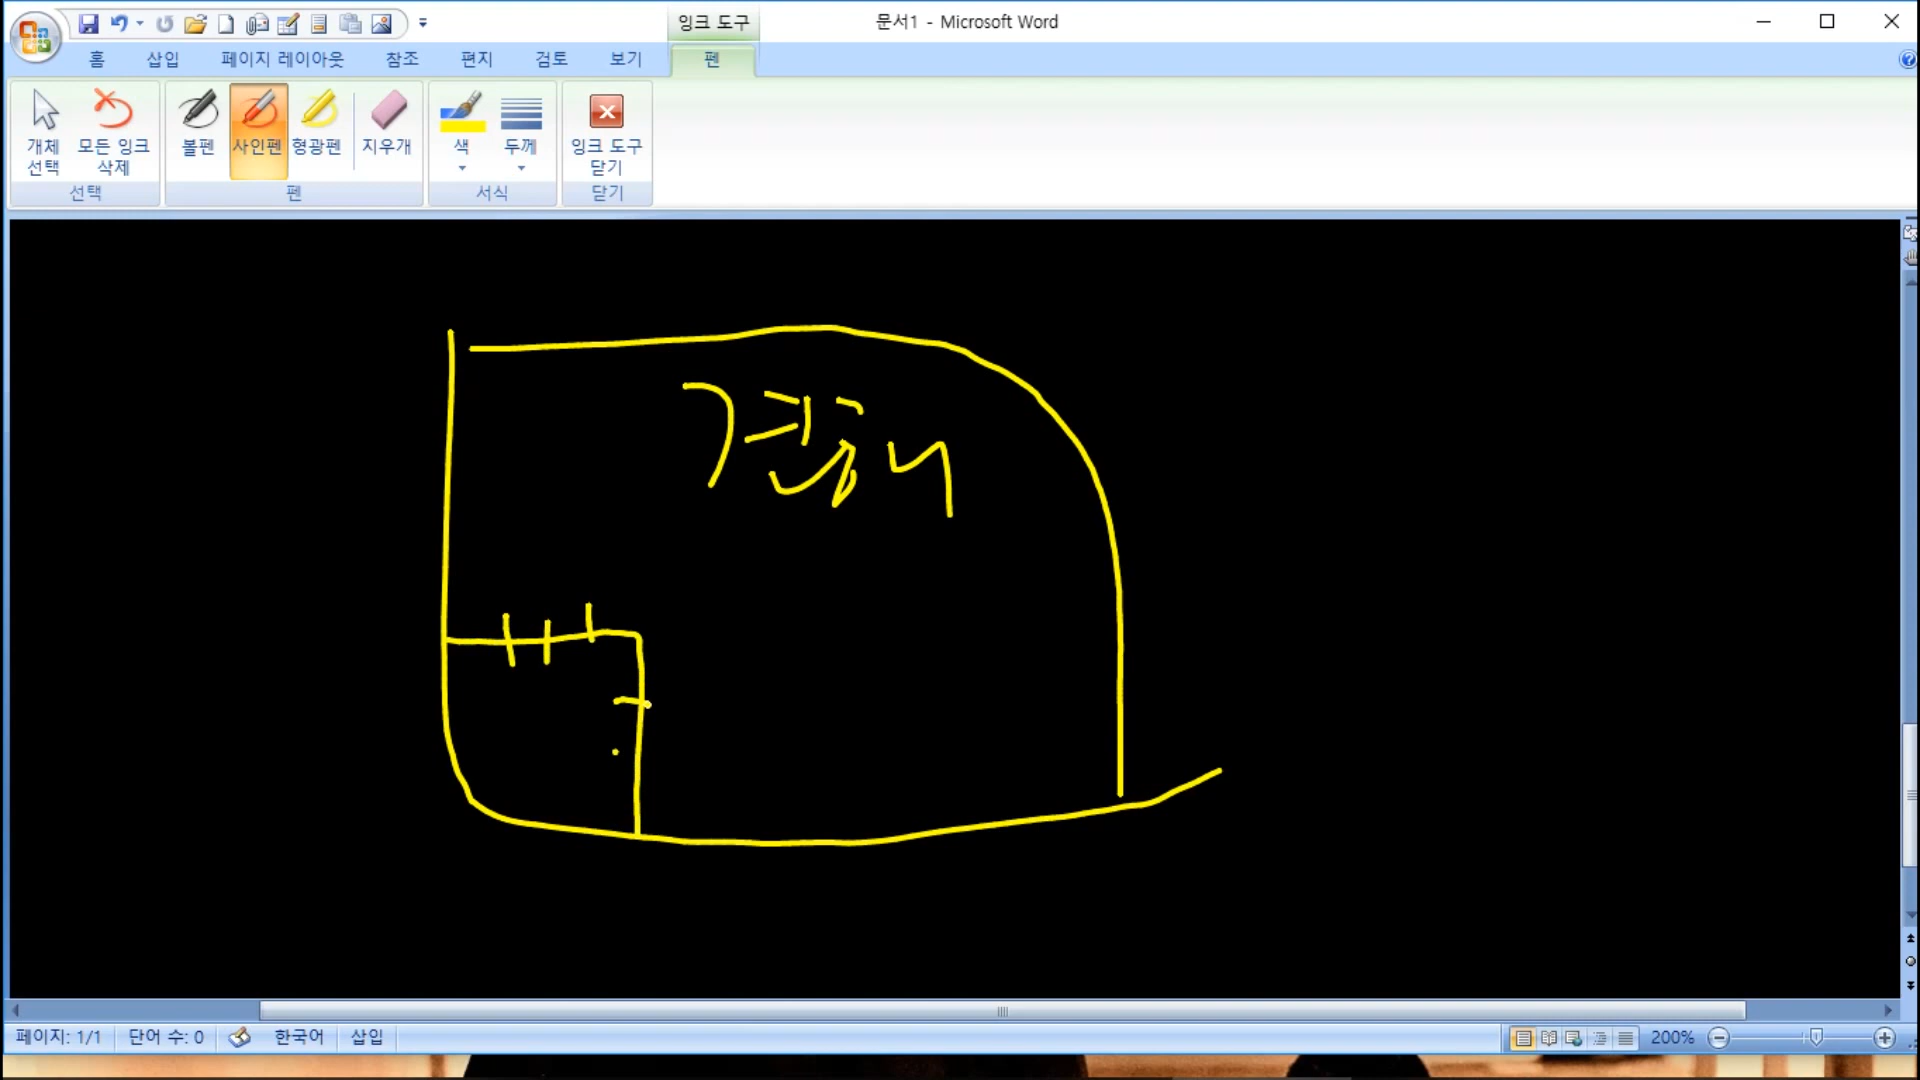 잉크 도구
문서1 - Microsoft Word
홈 삽입 페이지 레이아웃 참조 편지 검토 보기 펜
개체 선택
모든 잉크 삭제
볼펜
사인펜
형광펜
지우개
색
두께
잉크 도구 닫기
선택 펜 서식 닫기
페이지: 1/1 단어 수: 0 한국어 삽입 200%